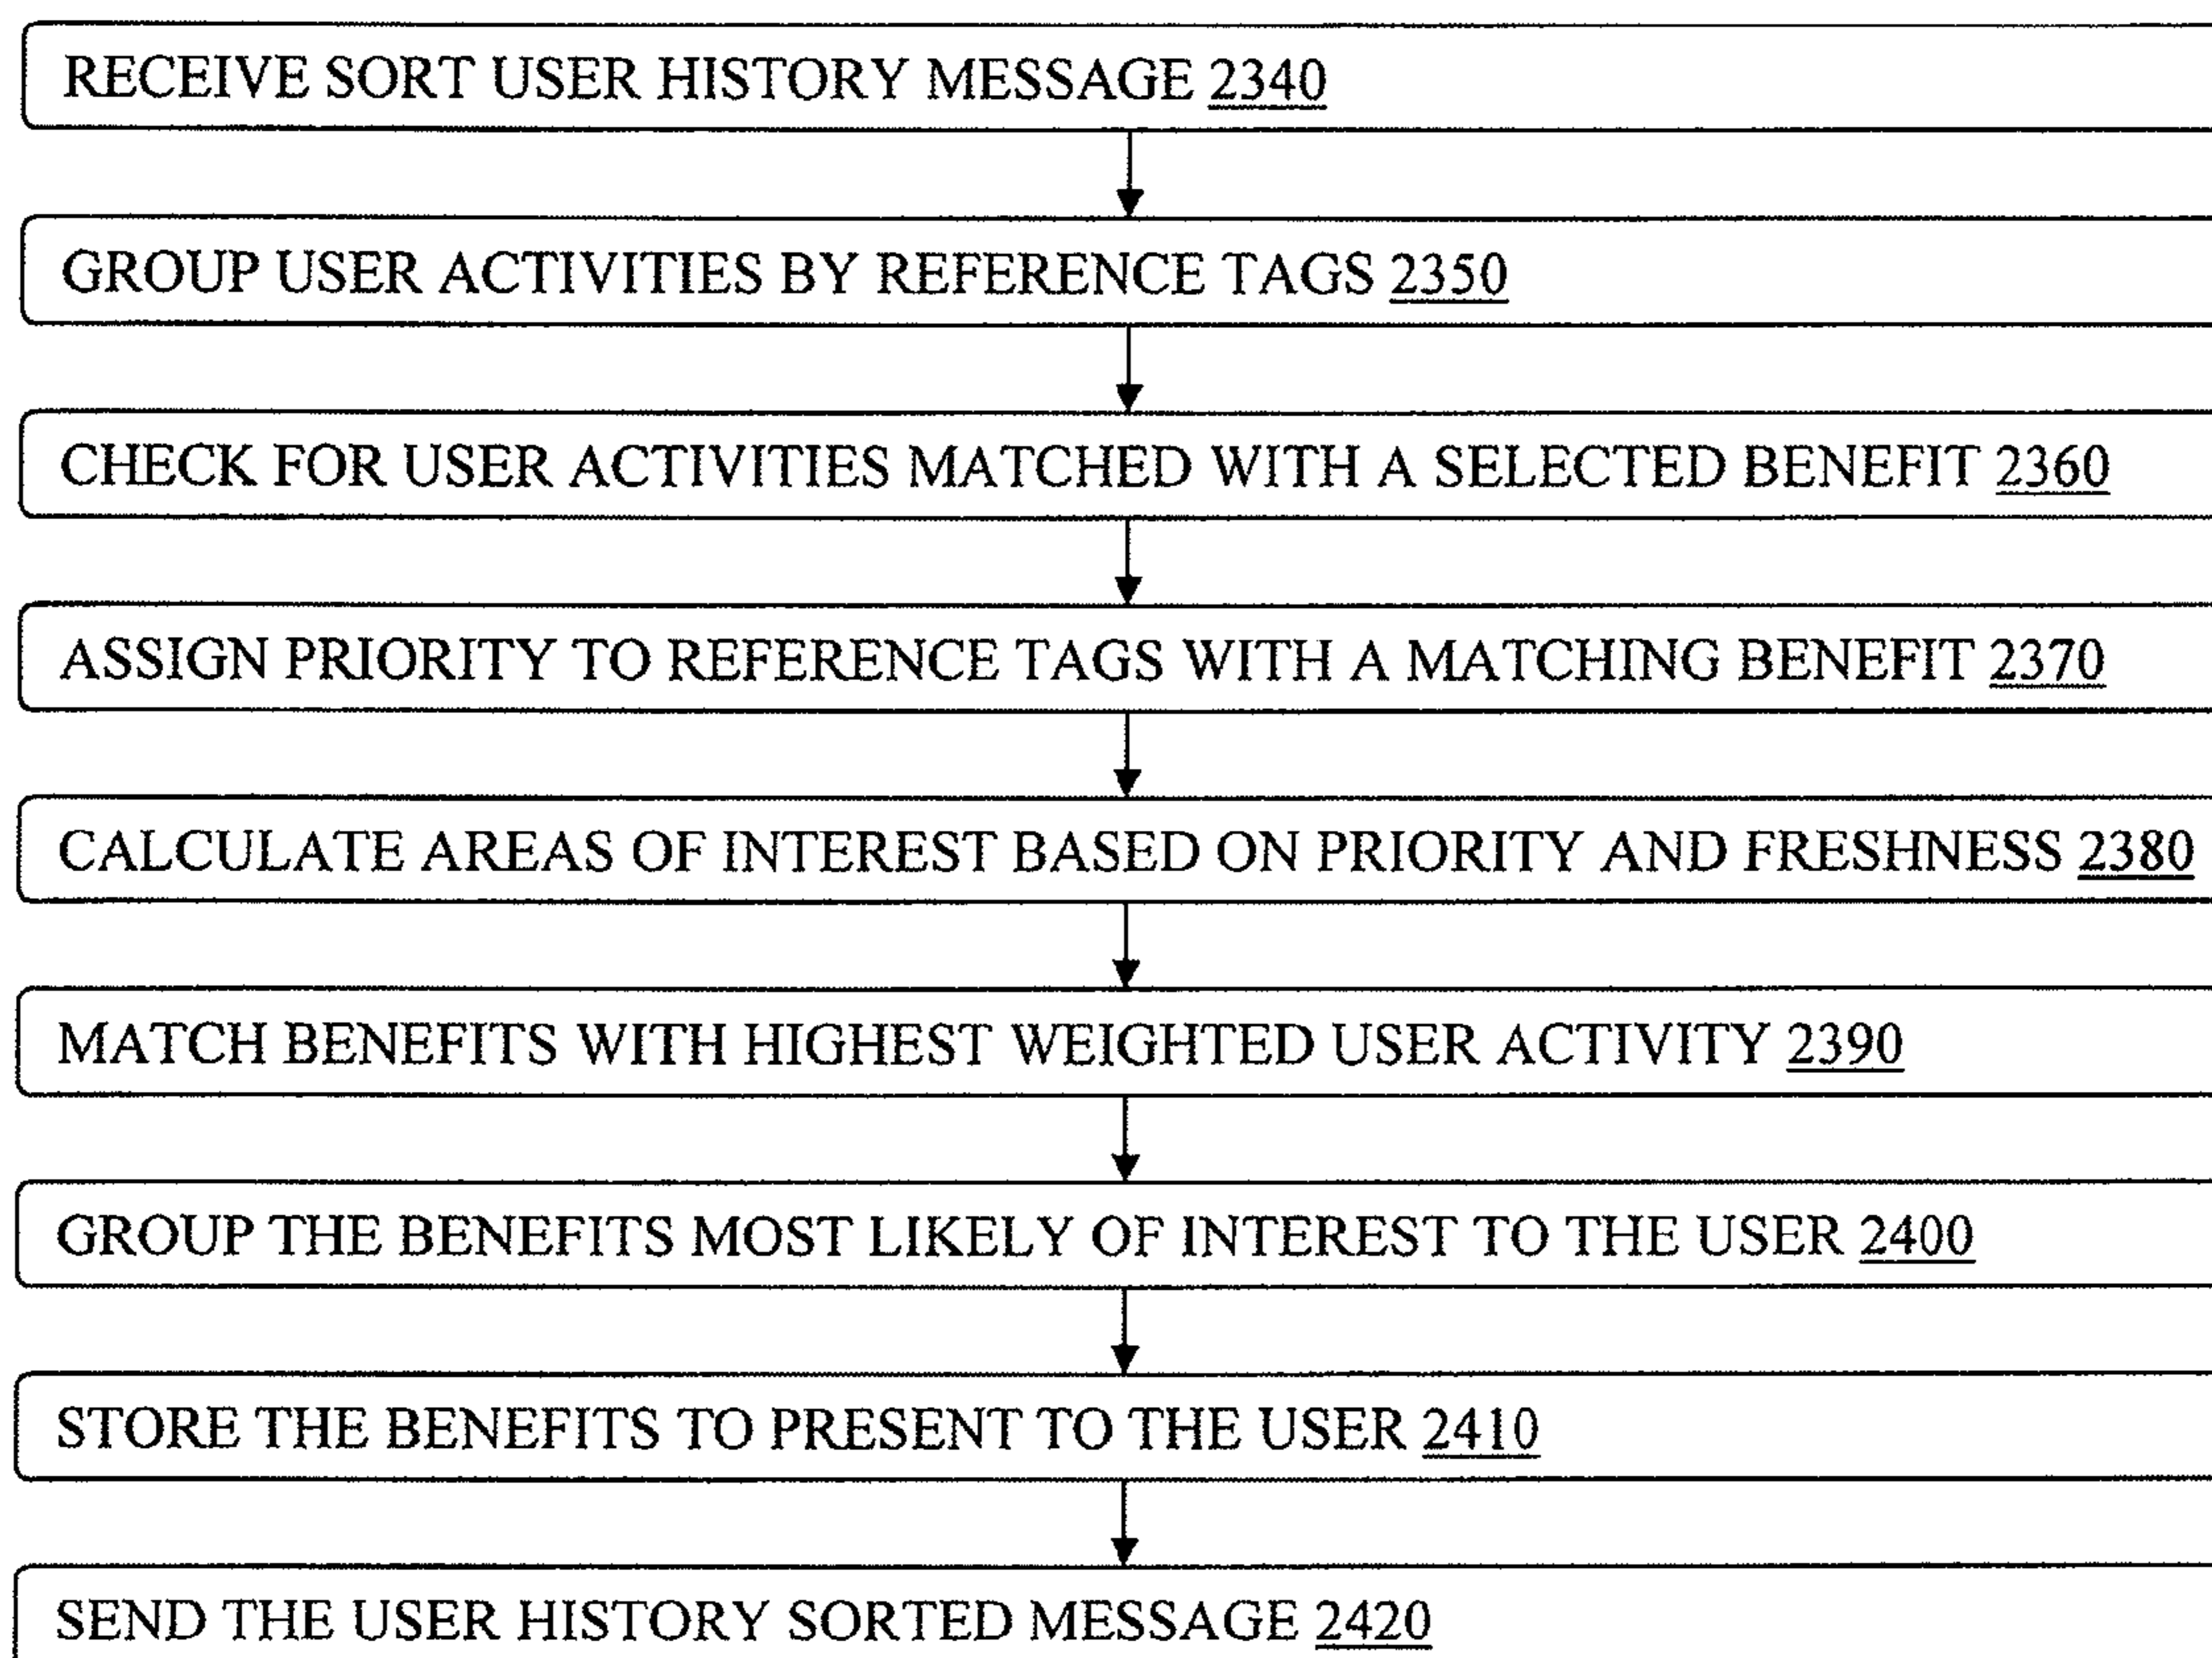 RECEIVE SORT USER HISTORY MESSAGE 2340
GROUP USER ACTIVITIES BY REFERENCE TAGS 2350
CHECK FOR USER ACTIVITIES MATCHED WITH A SELECTED BENEFIT 2360
ASSIGN PRIORITY TO REFERENCE TAGS WITH A MATCHING BENEFIT 2370
CALCULATE AREAS OF INTEREST BASED ON PRIORITY AND FRESHNESS 2380
MATCH BENEFITS WITH HIGHEST WEIGHTED USER ACTIVITY 2390
GROUP THE BENEFITS MOST LIKELY OF INTEREST TO THE USER 2400
STORE THE BENEFITS TO PRESENT TO THE USER 2410
SEND THE USER HISTORY SORTED MESSAGE 2420